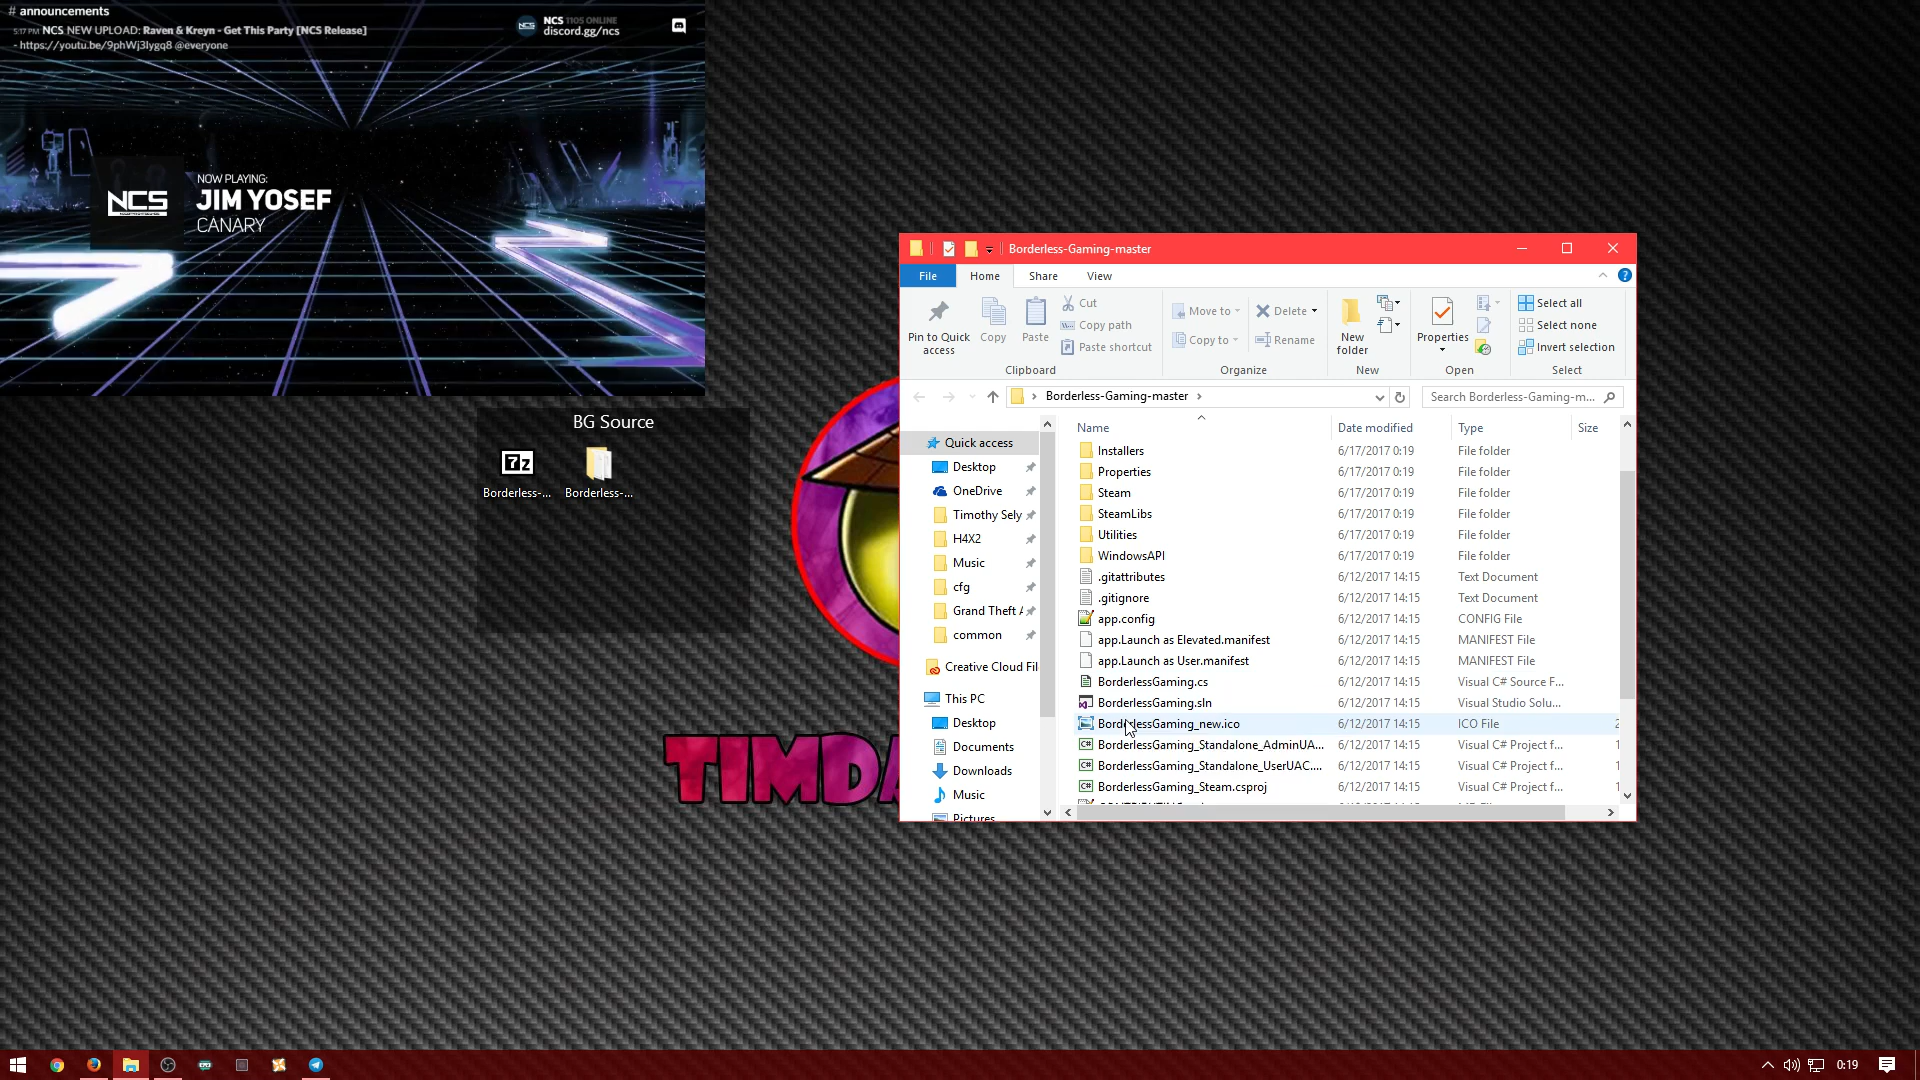 # announcements
5:17 PM NCS NEW UPLOAD: Raven & Kreyn - Get This Party [NCS Release]
- https://youtu.be/9phWj3lygq8 @everyone
NCS
NCS 1105 ONLINE
discord.gg/ncs
NCS
NOW PLAYING:
JIM YOSEF
CANARY
BG Source
7z
Borderless-...
Borderless-...
TIMDA
Borderless-Gaming-master
File
Home
Share
View
Pin to Quick
access
Copy
Paste
Cut
Copy path
Paste shortcut
Clipboard
Move to
Copy to
Delete
Rename
Organize
New
folder
New
Properties
Open
Select all
Select none
Invert selection
Select
Borderless-Gaming-master
Search Borderless-Gaming-m...
Quick access
Desktop
OneDrive
Timothy Sely
H4X2
Music
cfg
Grand Theft A
common
Creative Cloud Fil
This PC
Desktop
Documents
Downloads
Music
Pictures
Name Date modified Type Size
Installers 6/17/2017 0:19 File folder
Properties 6/17/2017 0:19 File folder
Steam 6/17/2017 0:19 File folder
SteamLibs 6/17/2017 0:19 File folder
Utilities 6/17/2017 0:19 File folder
WindowsAPI 6/17/2017 0:19 File folder
.gitattributes 6/12/2017 14:15 Text Document
.gitignore 6/12/2017 14:15 Text Document
app.config 6/12/2017 14:15 CONFIG File
app.Launch as Elevated.manifest 6/12/2017 14:15 MANIFEST File
app.Launch as User.manifest 6/12/2017 14:15 MANIFEST File
BorderlessGaming.cs 6/12/2017 14:15 Visual C# Source F...
BorderlessGaming.sln 6/12/2017 14:15 Visual Studio Solu...
BorderlessGaming_new.ico 6/12/2017 14:15 ICO File 2
BorderlessGaming_Standalone_AdminUA... 6/12/2017 14:15 Visual C# Project f... 1
BorderlessGaming_Standalone_UserUAC.... 6/12/2017 14:15 Visual C# Project f... 1
BorderlessGaming_Steam.csproj 6/12/2017 14:15 Visual C# Project f... 1
0:19